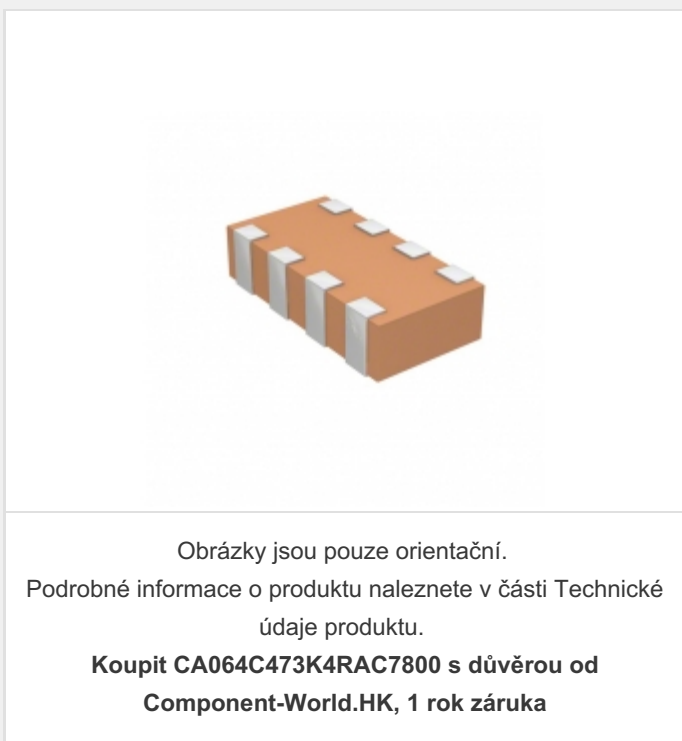 Obrázky jsou pouze orientační.
Podrobné informace o produktu naleznete v části Technické
údaje produktu.
Koupit CA064C473K4RAC7800 s důvěrou od
Component-World.HK, 1 rok záruka